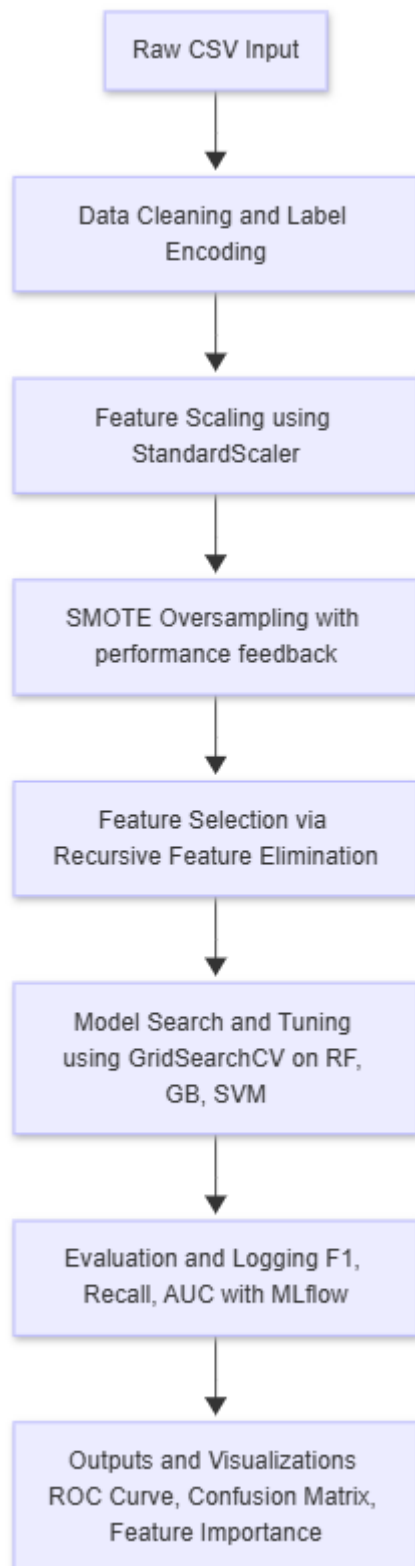 Raw CSV Input
Data Cleaning and Label
Encoding
Feature Scaling using
StandardScaler
SMOTE Oversampling with
performance feedback
Feature Selection via
Recursive Feature Elimination
Model Search and Tuning
using GridSearchCV on RF,
GB, SVM
Evaluation and Logging F1,
Recall, AUC with MLflow
Outputs and Visualizations
ROC Curve, Confusion Matrix,
Feature Importance